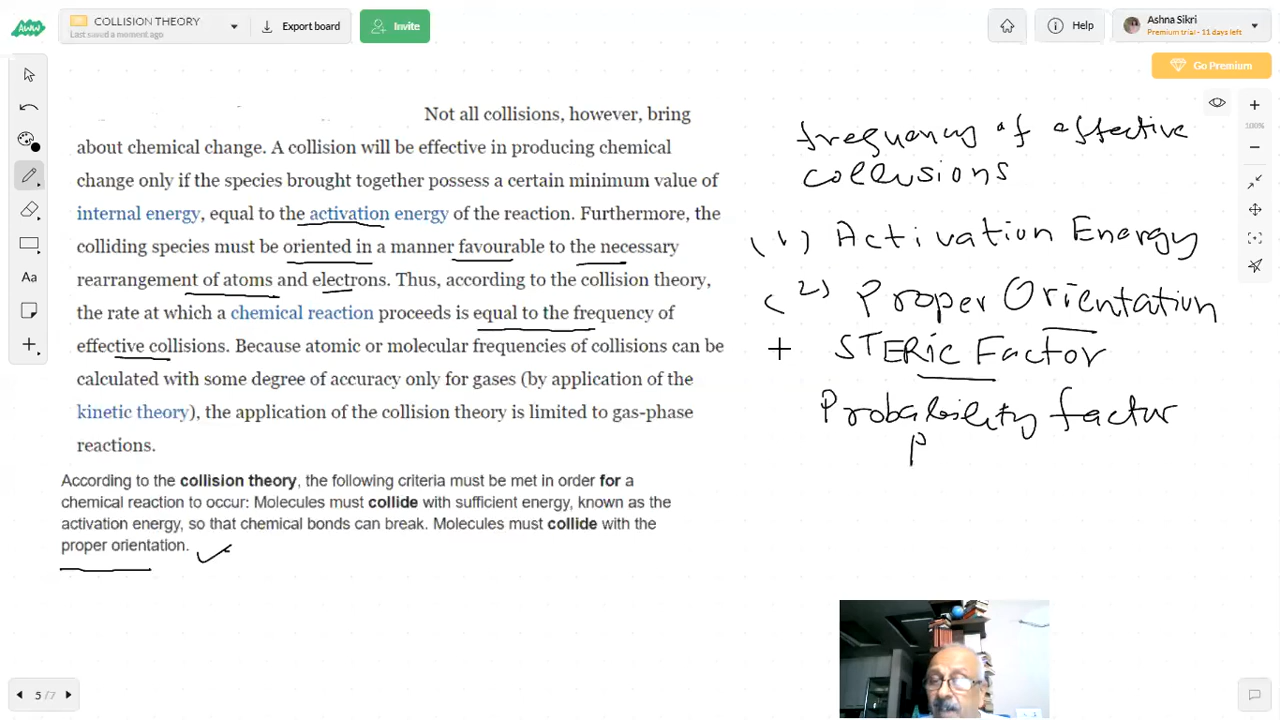 AWW
COLLISION THEORY
Last saved a moment ago
Export board
Invite
Help
Ashna Sikri
Premium trial - 11 days left
Go Premium
100%
Not all collisions, however, bring
about chemical change. A collision will be effective in producing chemical
change only if the species brought together possess a certain minimum value of
internal energy, equal to the activation energy of the reaction. Furthermore, the
colliding species must be oriented in a manner favourable to the necessary
rearrangement of atoms and electrons. Thus, according to the collision theory,
the rate at which a chemical reaction proceeds is equal to the frequency of
effective collisions. Because atomic or molecular frequencies of collisions can be
calculated with some degree of accuracy only for gases (by application of the
kinetic theory), the application of the collision theory is limited to gas-phase
reactions.
According to the collision theory, the following criteria must be met in order for a
chemical reaction to occur: Molecules must collide with sufficient energy, known as the
activation energy, so that chemical bonds can break. Molecules must collide with the
proper orientation.
frequency of effective
collusions
(1) Activation Energy
(2) Proper Orientation
+ STERIC Factor
Probability factor
P
Aa
5 / 7